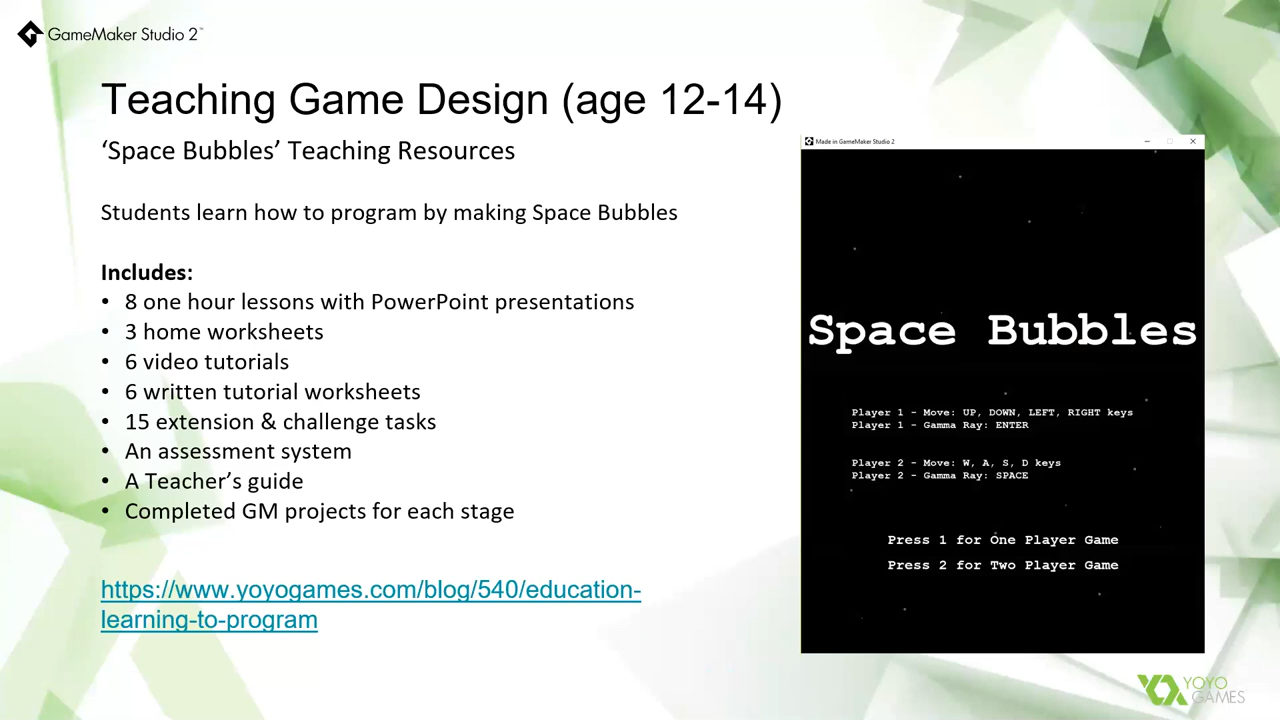 GameMaker Studio 2™
Teaching Game Design (age 12-14)
‘Space Bubbles’ Teaching Resources
Students learn how to program by making Space Bubbles
Includes:
• 8 one hour lessons with PowerPoint presentations
• 3 home worksheets
• 6 video tutorials
• 6 written tutorial worksheets
• 15 extension & challenge tasks
• An assessment system
• A Teacher’s guide
• Completed GM projects for each stage
https://www.yoyogames.com/blog/540/education-
learning-to-program
Made in GameMaker Studio 2
Space Bubbles
Player 1 - Move: UP, DOWN, LEFT, RIGHT keys
Player 1 - Gamma Ray: ENTER
Player 2 - Move: W, A, S, D keys
Player 2 - Gamma Ray: SPACE
Press 1 for One Player Game
Press 2 for Two Player Game
YOYO
GAMES